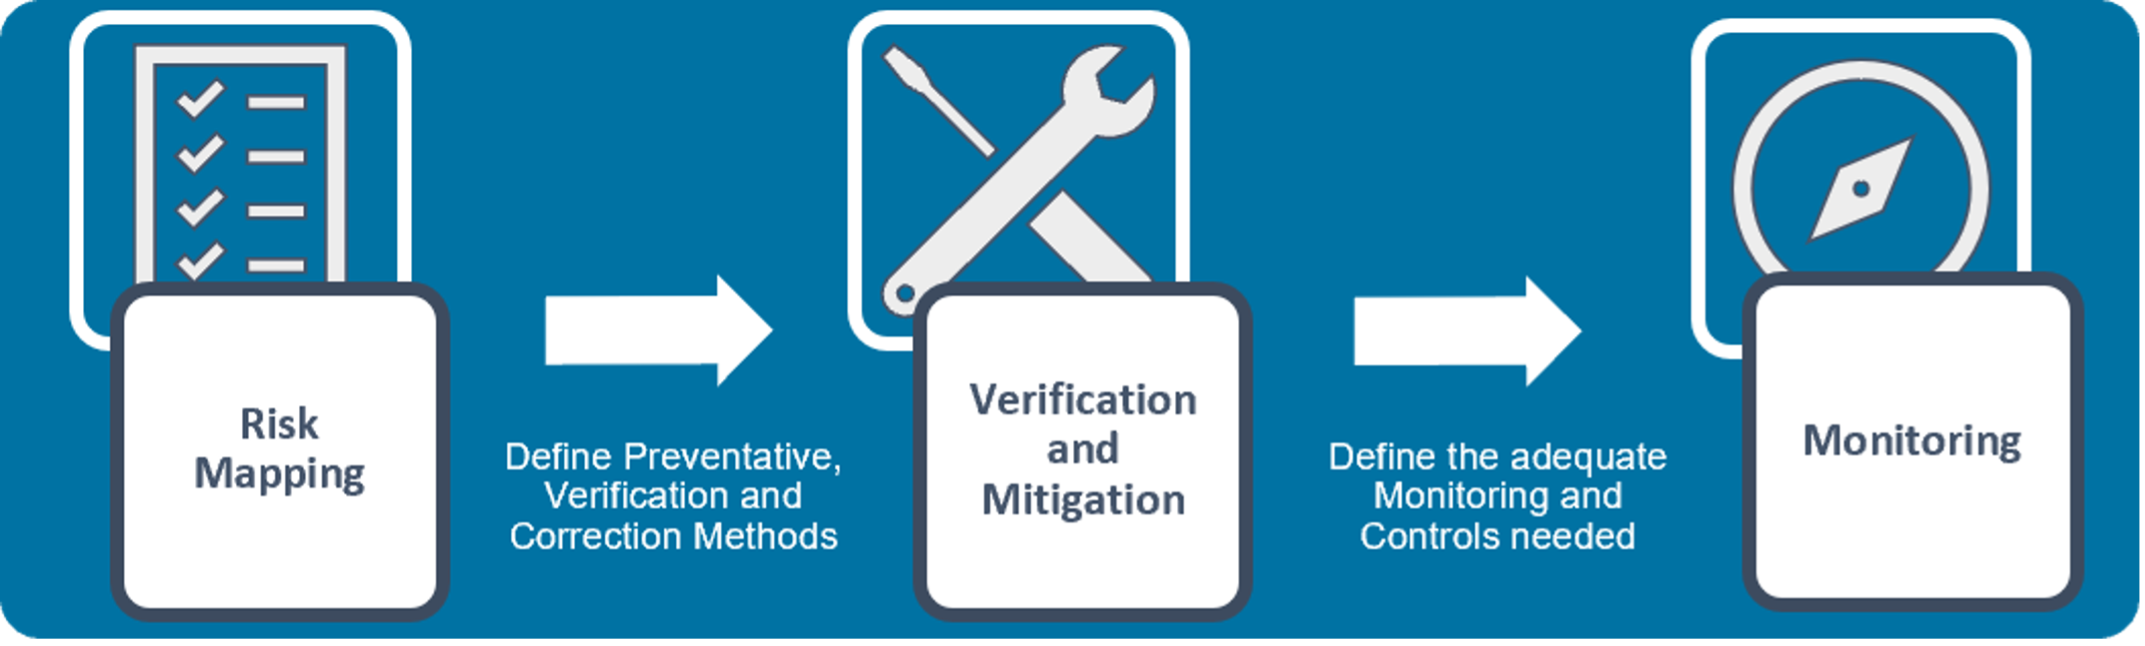 Risk
Mapping
Define Preventative,
Verification and
Correction Methods
Verification
and
Mitigation
Define the adequate
Monitoring and
Controls needed
Monitoring